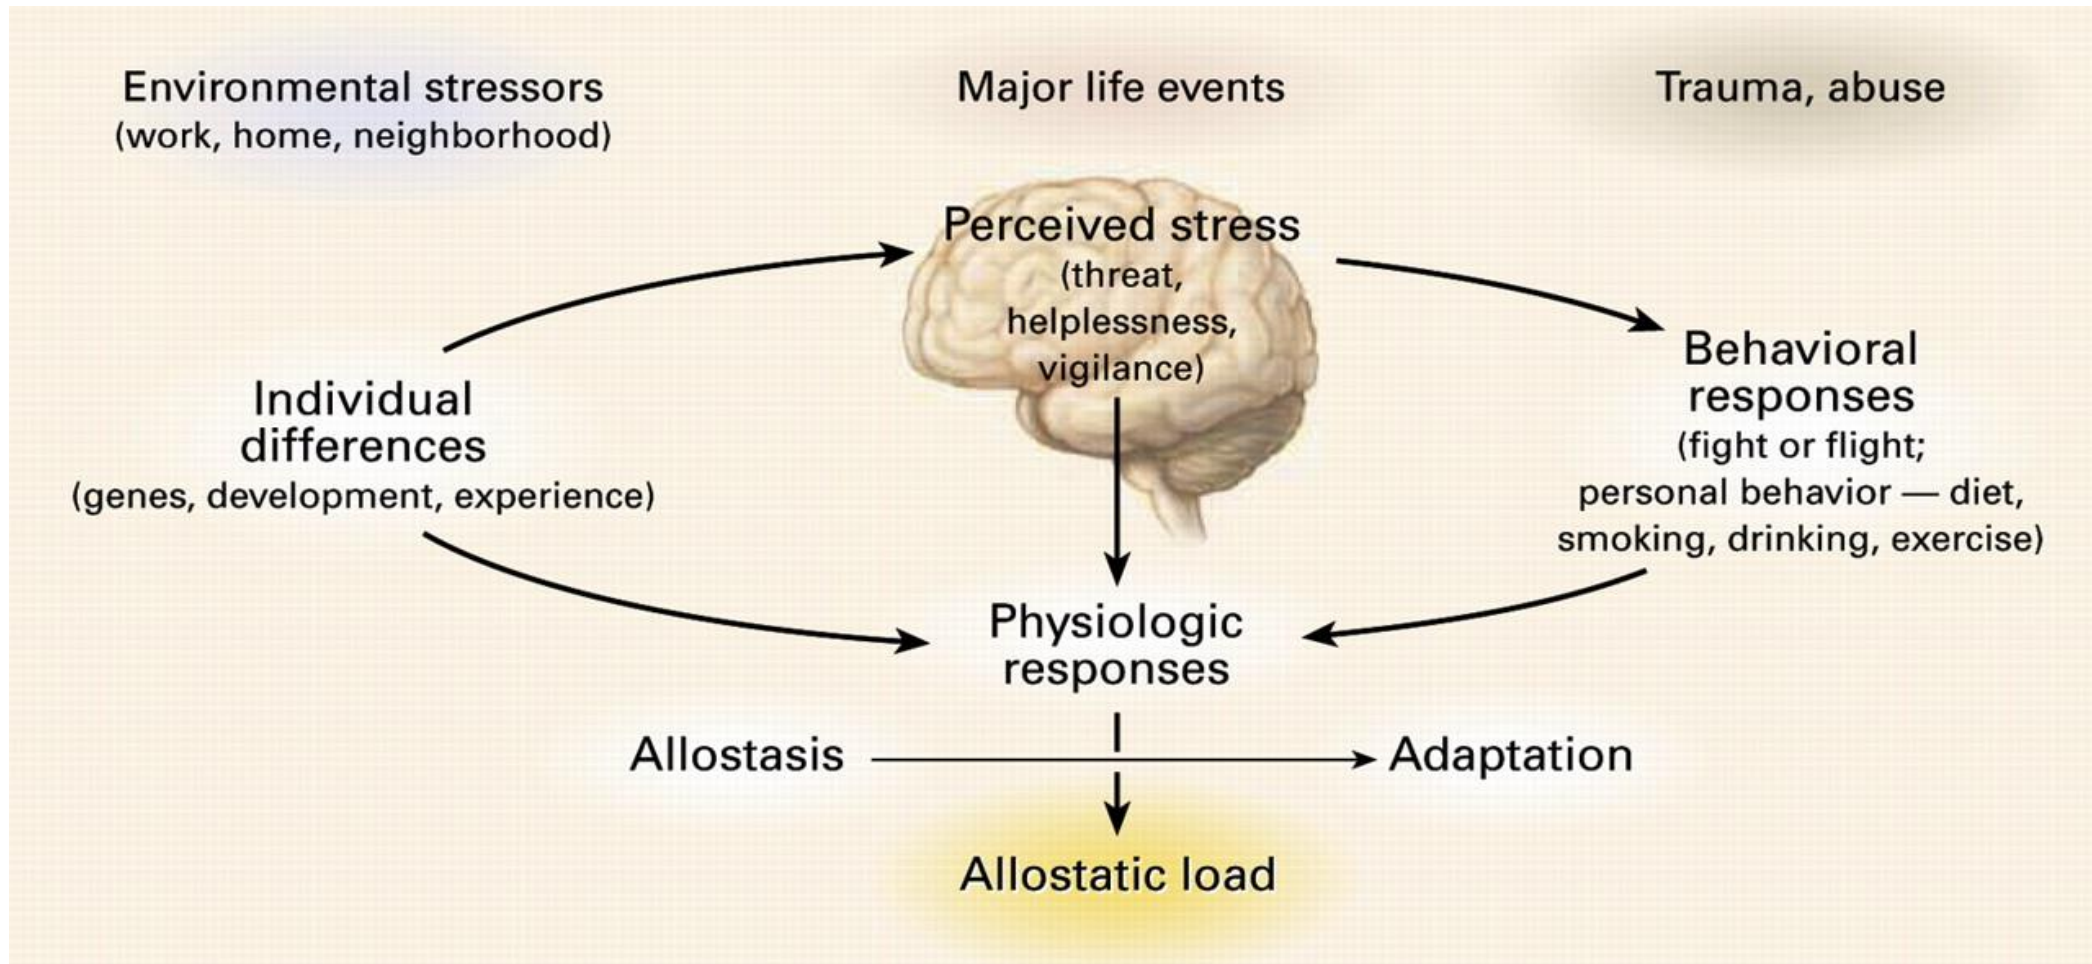 Environmental stressors
(work, home, neighborhood)
Major life events
Trauma, abuse
Perceived stress
(threat,
helplessness,
vigilance)
Individual
differences
(genes, development, experience)
Behavioral
responses
(fight or flight;
personal behavior — diet,
smoking, drinking, exercise)
Physiologic
responses
Allostasis
Adaptation
Allostatic load